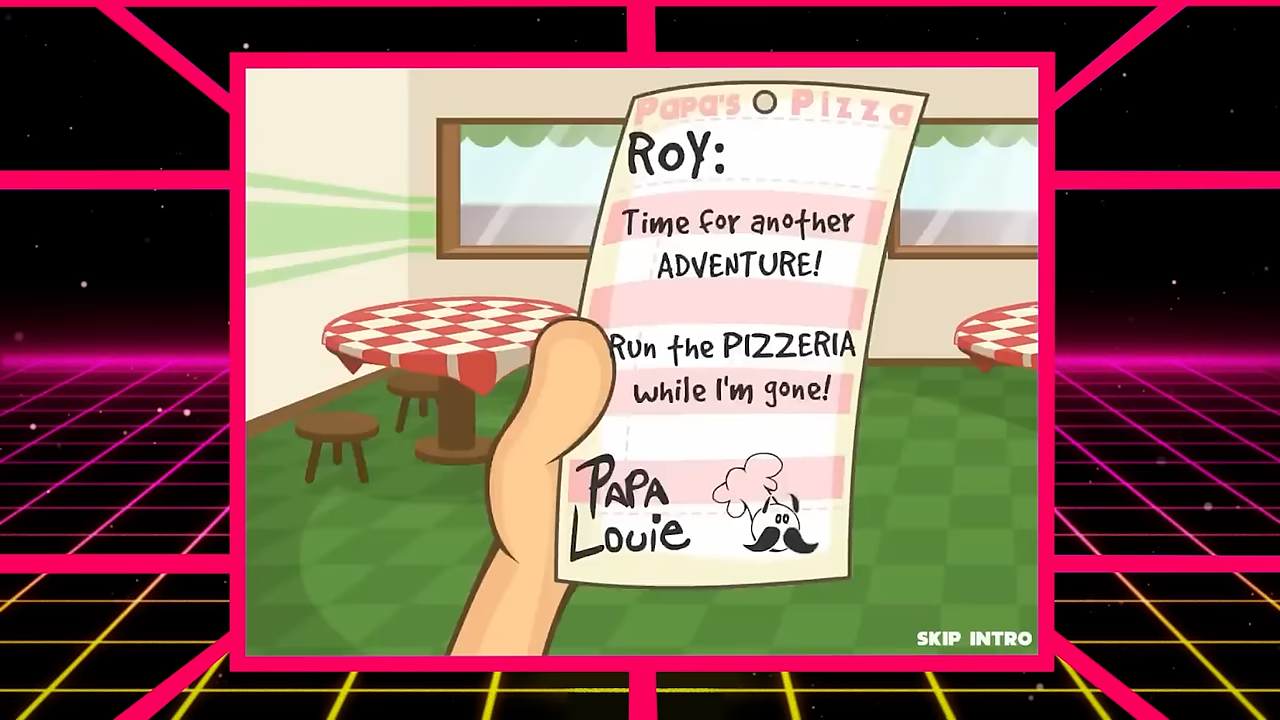 Papa's Pizza
ROY:
Time for another
ADVENTURE!
Run the PIZZERIA
while I'm gone!
PAPA
Louie
SKIP INTRO